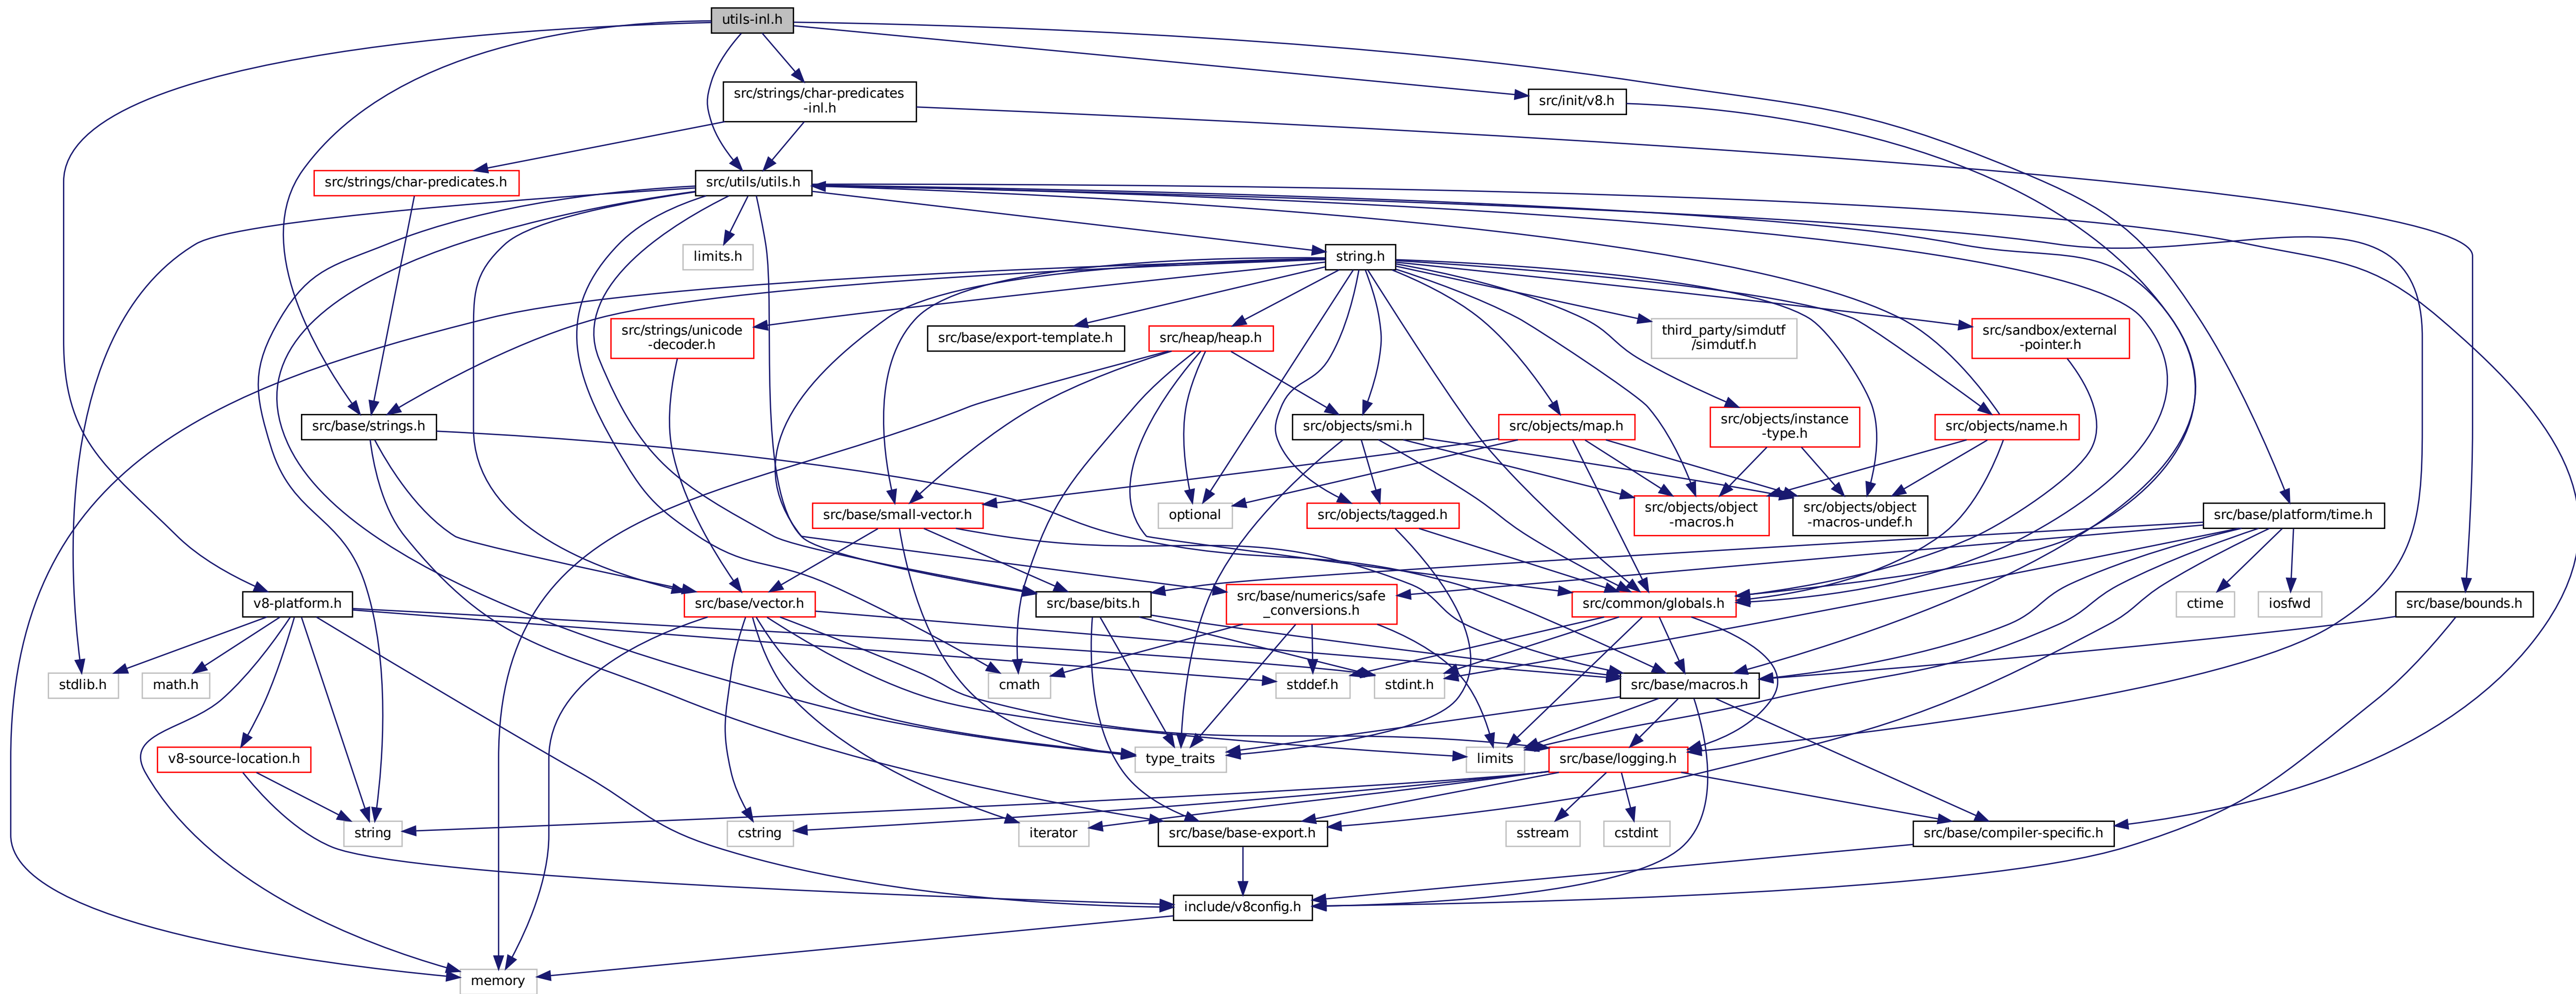 utils-inl.h
src/strings/char-predicates
-inl.h
src/init/v8.h
src/strings/char-predicates.h
src/utils/utils.h
limits.h
string.h
src/strings/unicode
-decoder.h
src/base/export-template.h
src/heap/heap.h
third_party/simdutf
/simdutf.h
src/sandbox/external
-pointer.h
src/base/strings.h
src/objects/smi.h
src/objects/map.h
src/objects/instance
-type.h
src/objects/name.h
src/base/small-vector.h
optional
src/objects/tagged.h
src/objects/object
-macros.h
src/objects/object
-macros-undef.h
src/base/platform/time.h
v8-platform.h
src/base/vector.h
src/base/bits.h
src/base/numerics/safe
_conversions.h
src/common/globals.h
ctime
iosfwd
src/base/bounds.h
stdlib.h
math.h
cmath
stddef.h
stdint.h
src/base/macros.h
v8-source-location.h
type_traits
limits
src/base/logging.h
string
cstring
iterator
src/base/base-export.h
sstream
cstdint
src/base/compiler-specific.h
include/v8config.h
memory